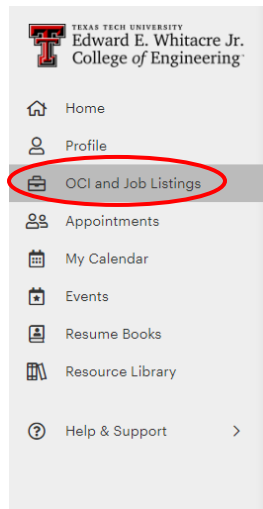 TEXAS TECH UNIVERSITY
Edward E. Whitacre Jr.
College of Engineering
Home
Profile
OCI and Job Listings
Appointments
My Calendar
Events
Resume Books
Resource Library
Help & Support